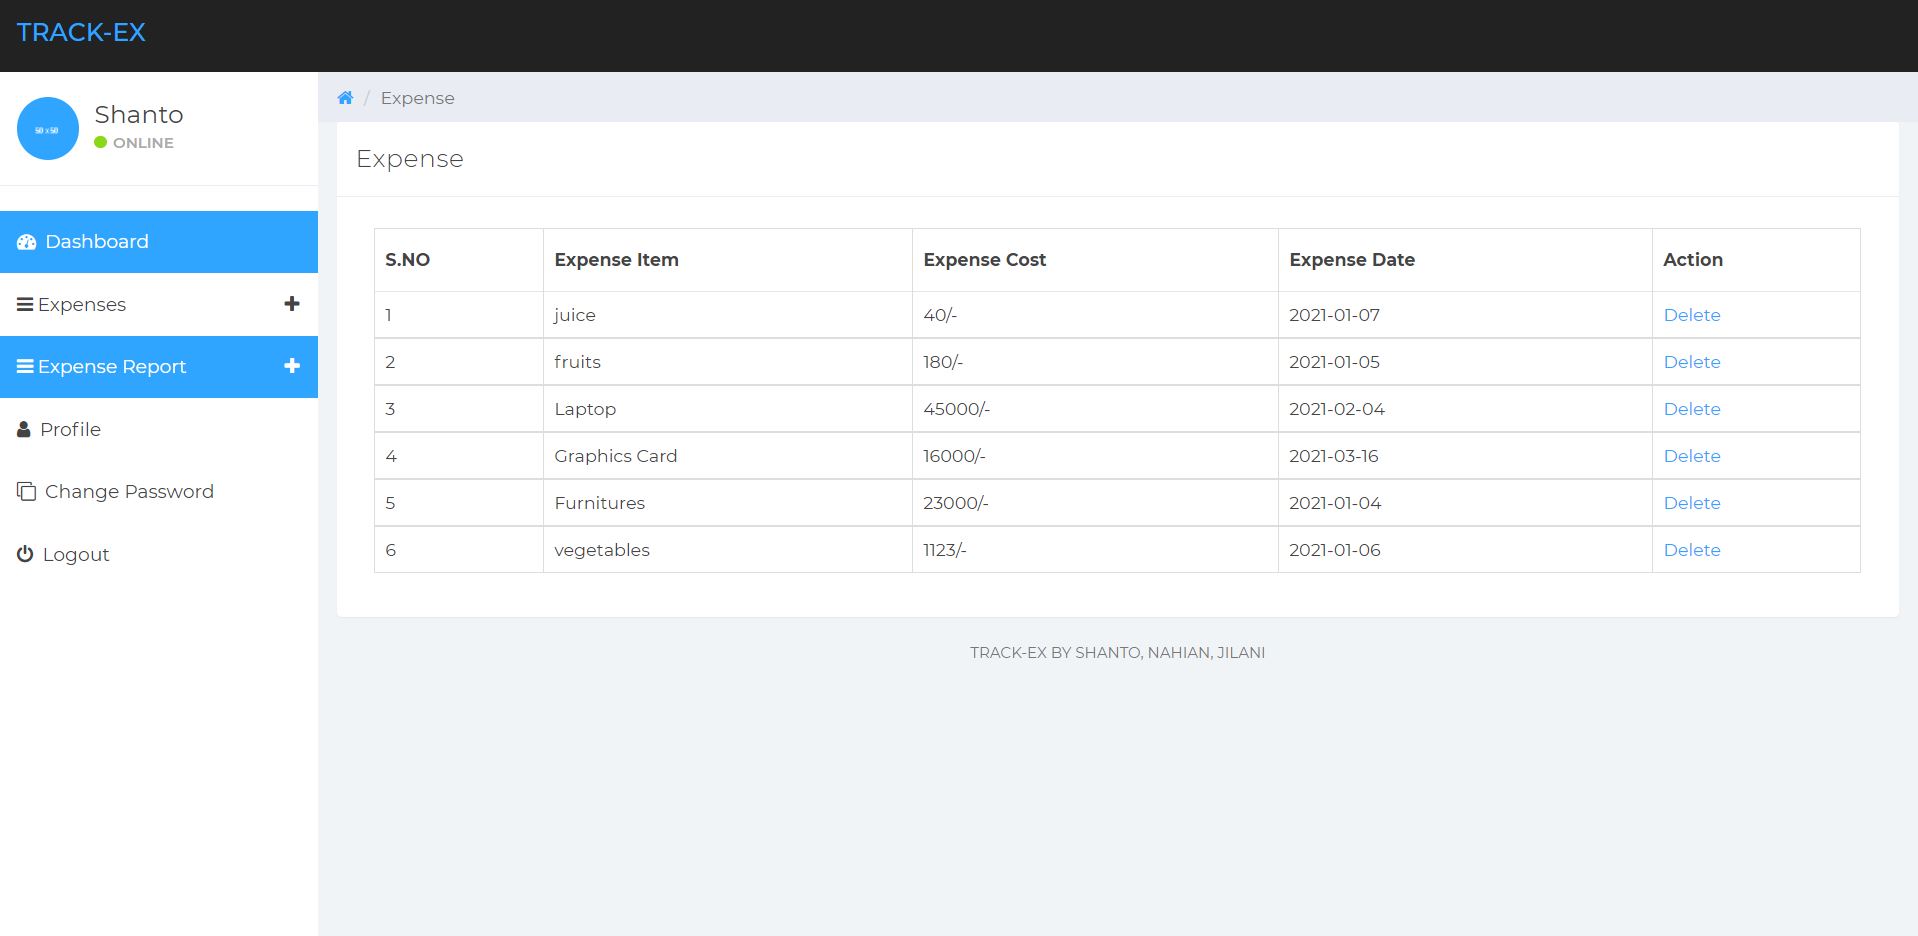 TRACK-EX
50 x 50
Shanto
ONLINE
Dashboard
Expenses
Expense Report
Profile
Change Password
Logout
/ Expense
Expense
S.NO Expense Item Expense Cost Expense Date Action
1 juice 40/- 2021-01-07 Delete
2 fruits 180/- 2021-01-05 Delete
3 Laptop 45000/- 2021-02-04 Delete
4 Graphics Card 16000/- 2021-03-16 Delete
5 Furnitures 23000/- 2021-01-04 Delete
6 vegetables 1123/- 2021-01-06 Delete
TRACK-EX BY SHANTO, NAHIAN, JILANI